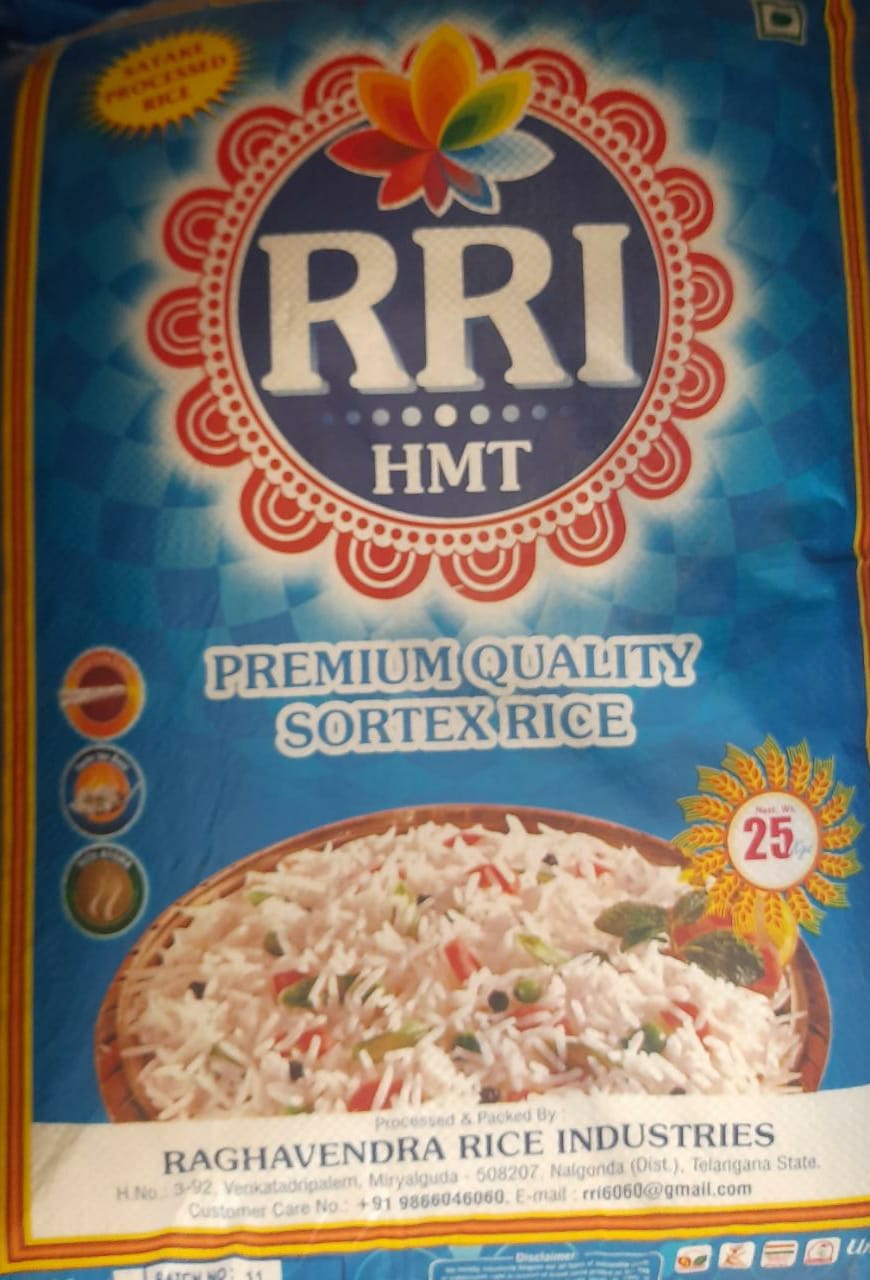 SATAKE
PROCESSED
RICE
RRI
HMT
PREMIUM QUALITY
SORTEX RICE
Nett. Wt.
25
Processed & Packed By :
RAGHAVENDRA RICE INDUSTRIES
H.No.: 3-92, Venkatadripalem, Miryalguda - 508207. Nalgonda (Dist.), Telangana State.
Customer Care No.: +91 9866046060, E-mail : rri6060@gmail.com
BATCH NO: 11
Disclaimer